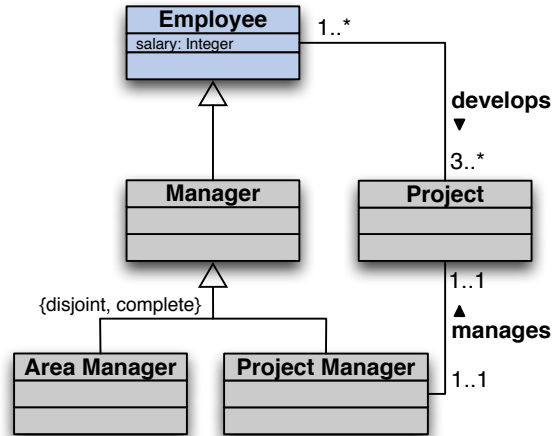 Employee
salary: Integer
1..*
develops
▼
3..*
Manager
Project
{disjoint, complete}
1..1
▲
manages
1..1
Area Manager
Project Manager